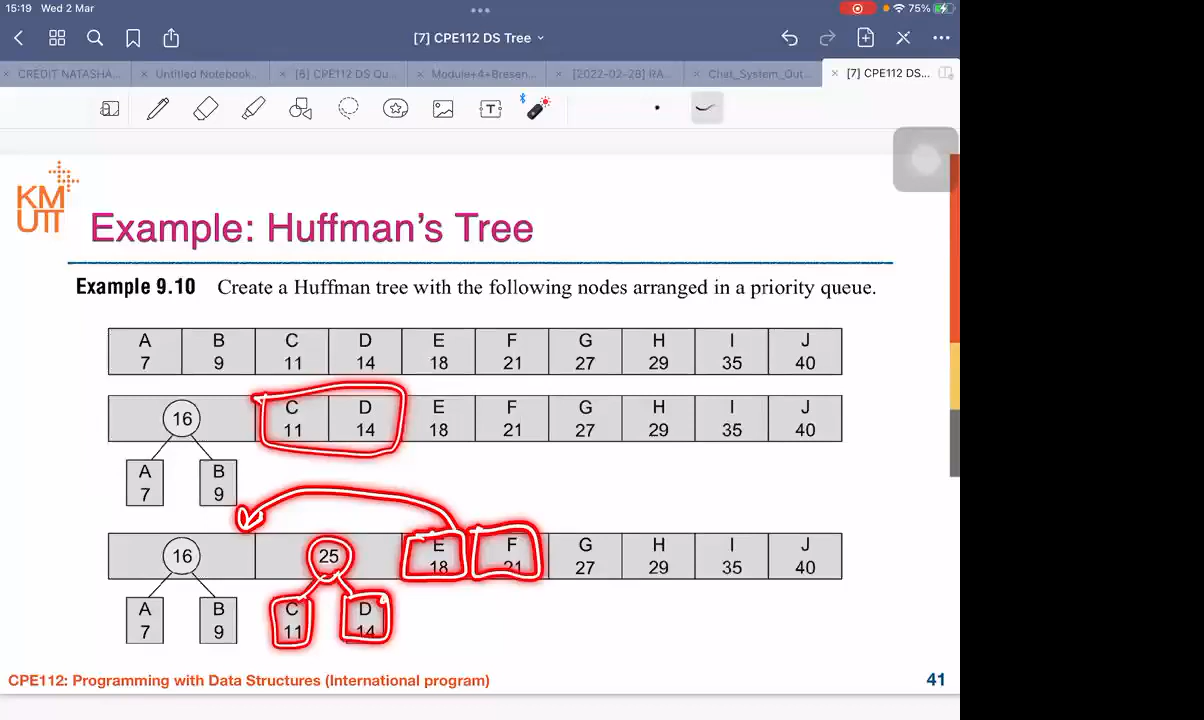 15:19 Wed 2 Mar
75%
[7] CPE112 DS Tree
CREDIT NATASHA...
Untitled Notebook...
[6] CPE112 DS Qu...
Module+4+Bresen...
[2022-02-28] RA...
Chat_System_Out...
[7] CPE112 DS...
KM
UTT
Example: Huffman's Tree
Example 9.10 Create a Huffman tree with the following nodes arranged in a priority queue.
A B C D E F G H I J
7 9 11 14 18 21 27 29 35 40
16 C D E F G H I J
11 14 18 21 27 29 35 40
A B
7 9
16 25 E F G H I J
18 21 27 29 35 40
A B C D
7 9 11 14
CPE112: Programming with Data Structures (International program)
41